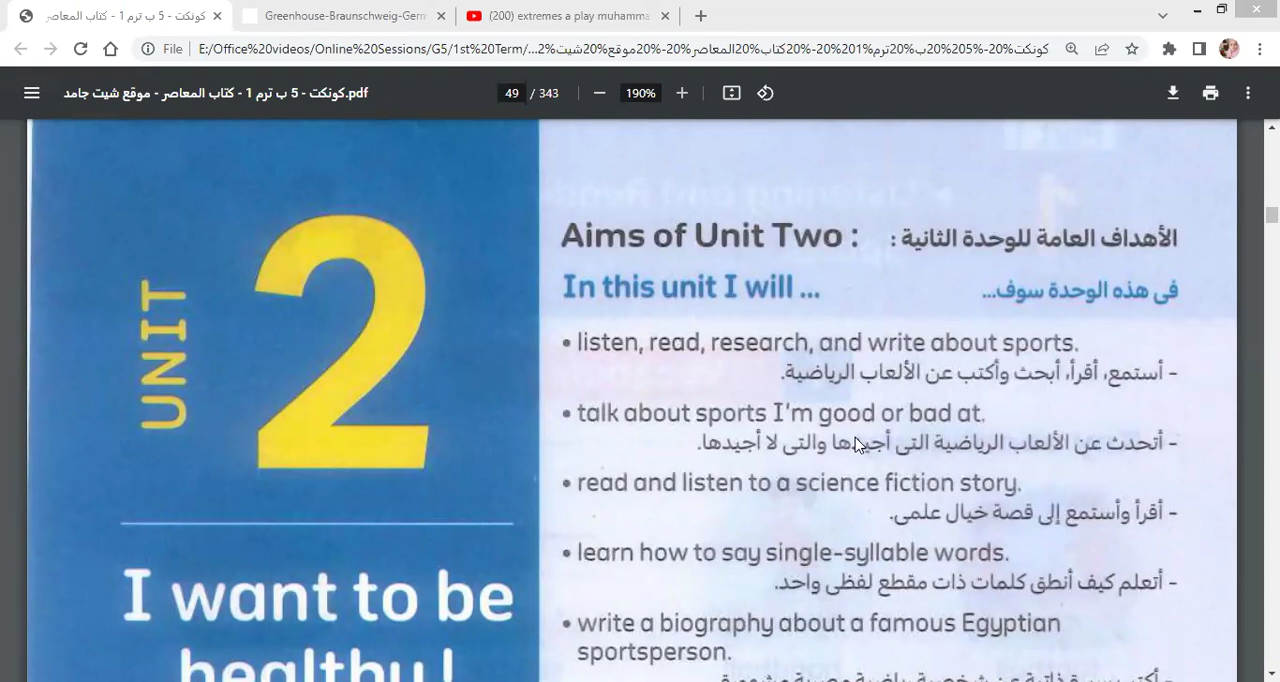 كونكت - 5 ب ترم 1 - كتاب المعاصر
Greenhouse-Braunschweig-Gern
(200) extremes a play muhamma
File
E:/Office%20videos/Online%20Sessions/G5/1st%20Term/...كونكت%20-%205%20ب%20ترم%201%20-%20كتاب%20المعاصر%20-%20موقع%20شيت%2
كونكت - 5 ب ترم 1 - كتاب المعاصر - موقع شيت جامد.pdf
49 / 343
190%
UNIT
2
I want to be
healthy!
Aims of Unit Two : الأهداف العامة للوحدة الثانية :
In this unit I will ... فى هذه الوحدة سوف...
• listen, read, research, and write about sports.
- أستمع، أقرأ، أبحث وأكتب عن الألعاب الرياضية.
• talk about sports I'm good or bad at.
- أتحدث عن الألعاب الرياضية التى أجيدها والتى لا أجيدها.
• read and listen to a science fiction story.
- أقرأ وأستمع إلى قصة خيال علمى.
• learn how to say single-syllable words.
- أتعلم كيف أنطق كلمات ذات مقطع لفظى واحد.
• write a biography about a famous Egyptian
sportsperson.